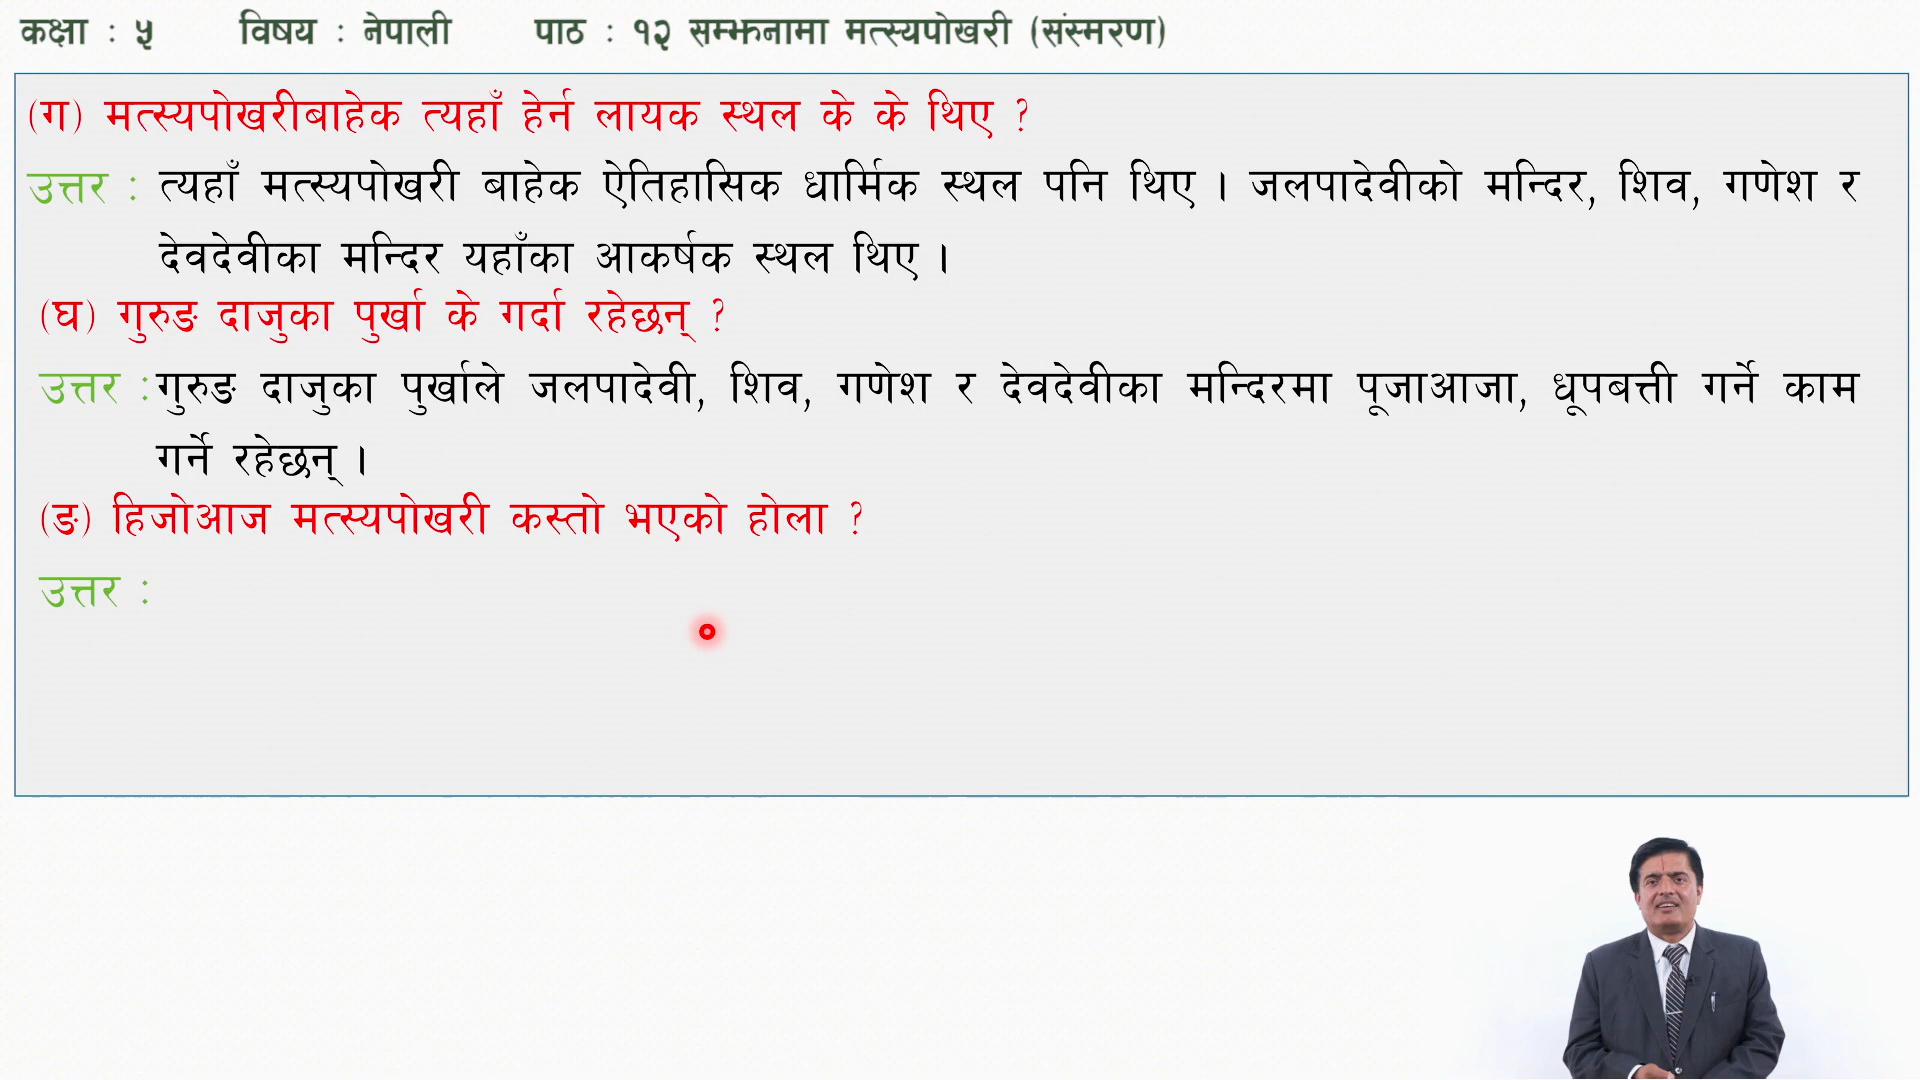 कक्षा : ५ विषय : नेपाली पाठ : १२ सम्झनामा मत्स्यपोखरी (संस्मरण)
(ग) मत्स्यपोखरीबाहेक त्यहाँ हेर्न लायक स्थल के के थिए ?
उत्तर : त्यहाँ मत्स्यपोखरी बाहेक ऐतिहासिक धार्मिक स्थल पनि थिए । जलपादेवीको मन्दिर, शिव, गणेश र
देवदेवीका मन्दिर यहाँका आकर्षक स्थल थिए ।
(घ) गुरुङ दाजुका पुर्खा के गर्दा रहेछन् ?
उत्तर :गुरुङ दाजुका पुर्खाले जलपादेवी, शिव, गणेश र देवदेवीका मन्दिरमा पूजाआजा, धूपबत्ती गर्ने काम
गर्ने रहेछन् ।
(ङ) हिजोआज मत्स्यपोखरी कस्तो भएको होला ?
उत्तर :